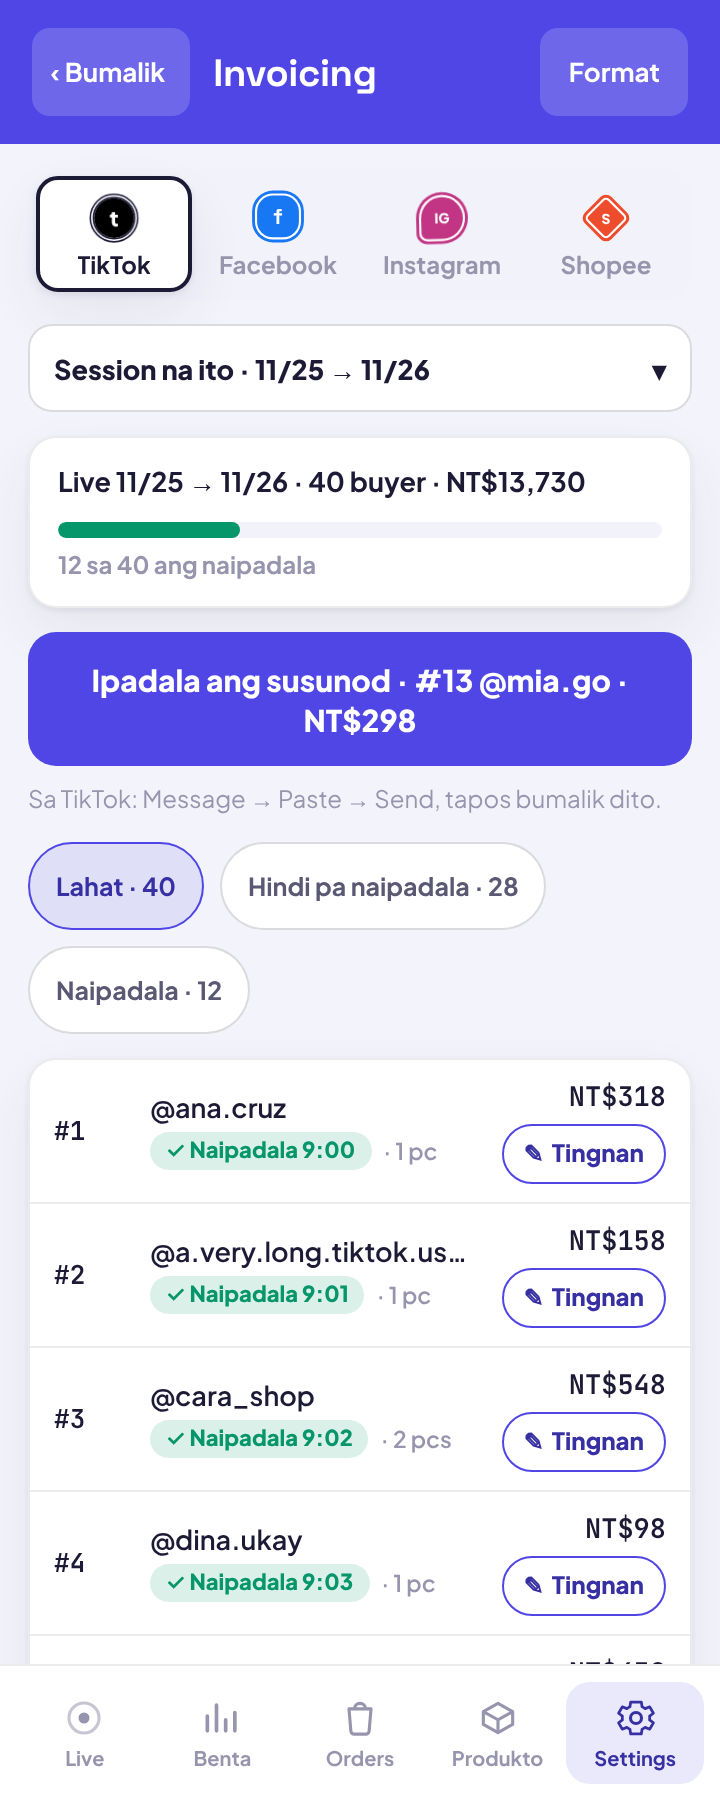 ‹ Bumalik
Invoicing
Format
t
f
IG
S
TikTok
Facebook
Instagram
Shopee
Session na ito · 11/25 → 11/26 ▼
Live 11/25 → 11/26 · 40 buyer · NT$13,730
12 sa 40 ang naipadala
Ipadala ang susunod · #13 @mia.go ·
NT$298
Sa TikTok: Message → Paste → Send, tapos bumalik dito.
Lahat · 40
Hindi pa naipadala · 28
Naipadala · 12
#1
@ana.cruz
✓ Naipadala 9:00 · 1 pc
NT$318
✎ Tingnan
#2
@a.very.long.tiktok.us…
✓ Naipadala 9:01 · 1 pc
NT$158
✎ Tingnan
#3
@cara_shop
✓ Naipadala 9:02 · 2 pcs
NT$548
✎ Tingnan
#4
@dina.ukay
✓ Naipadala 9:03 · 1 pc
NT$98
✎ Tingnan
Live
Benta
Orders
Produkto
Settings